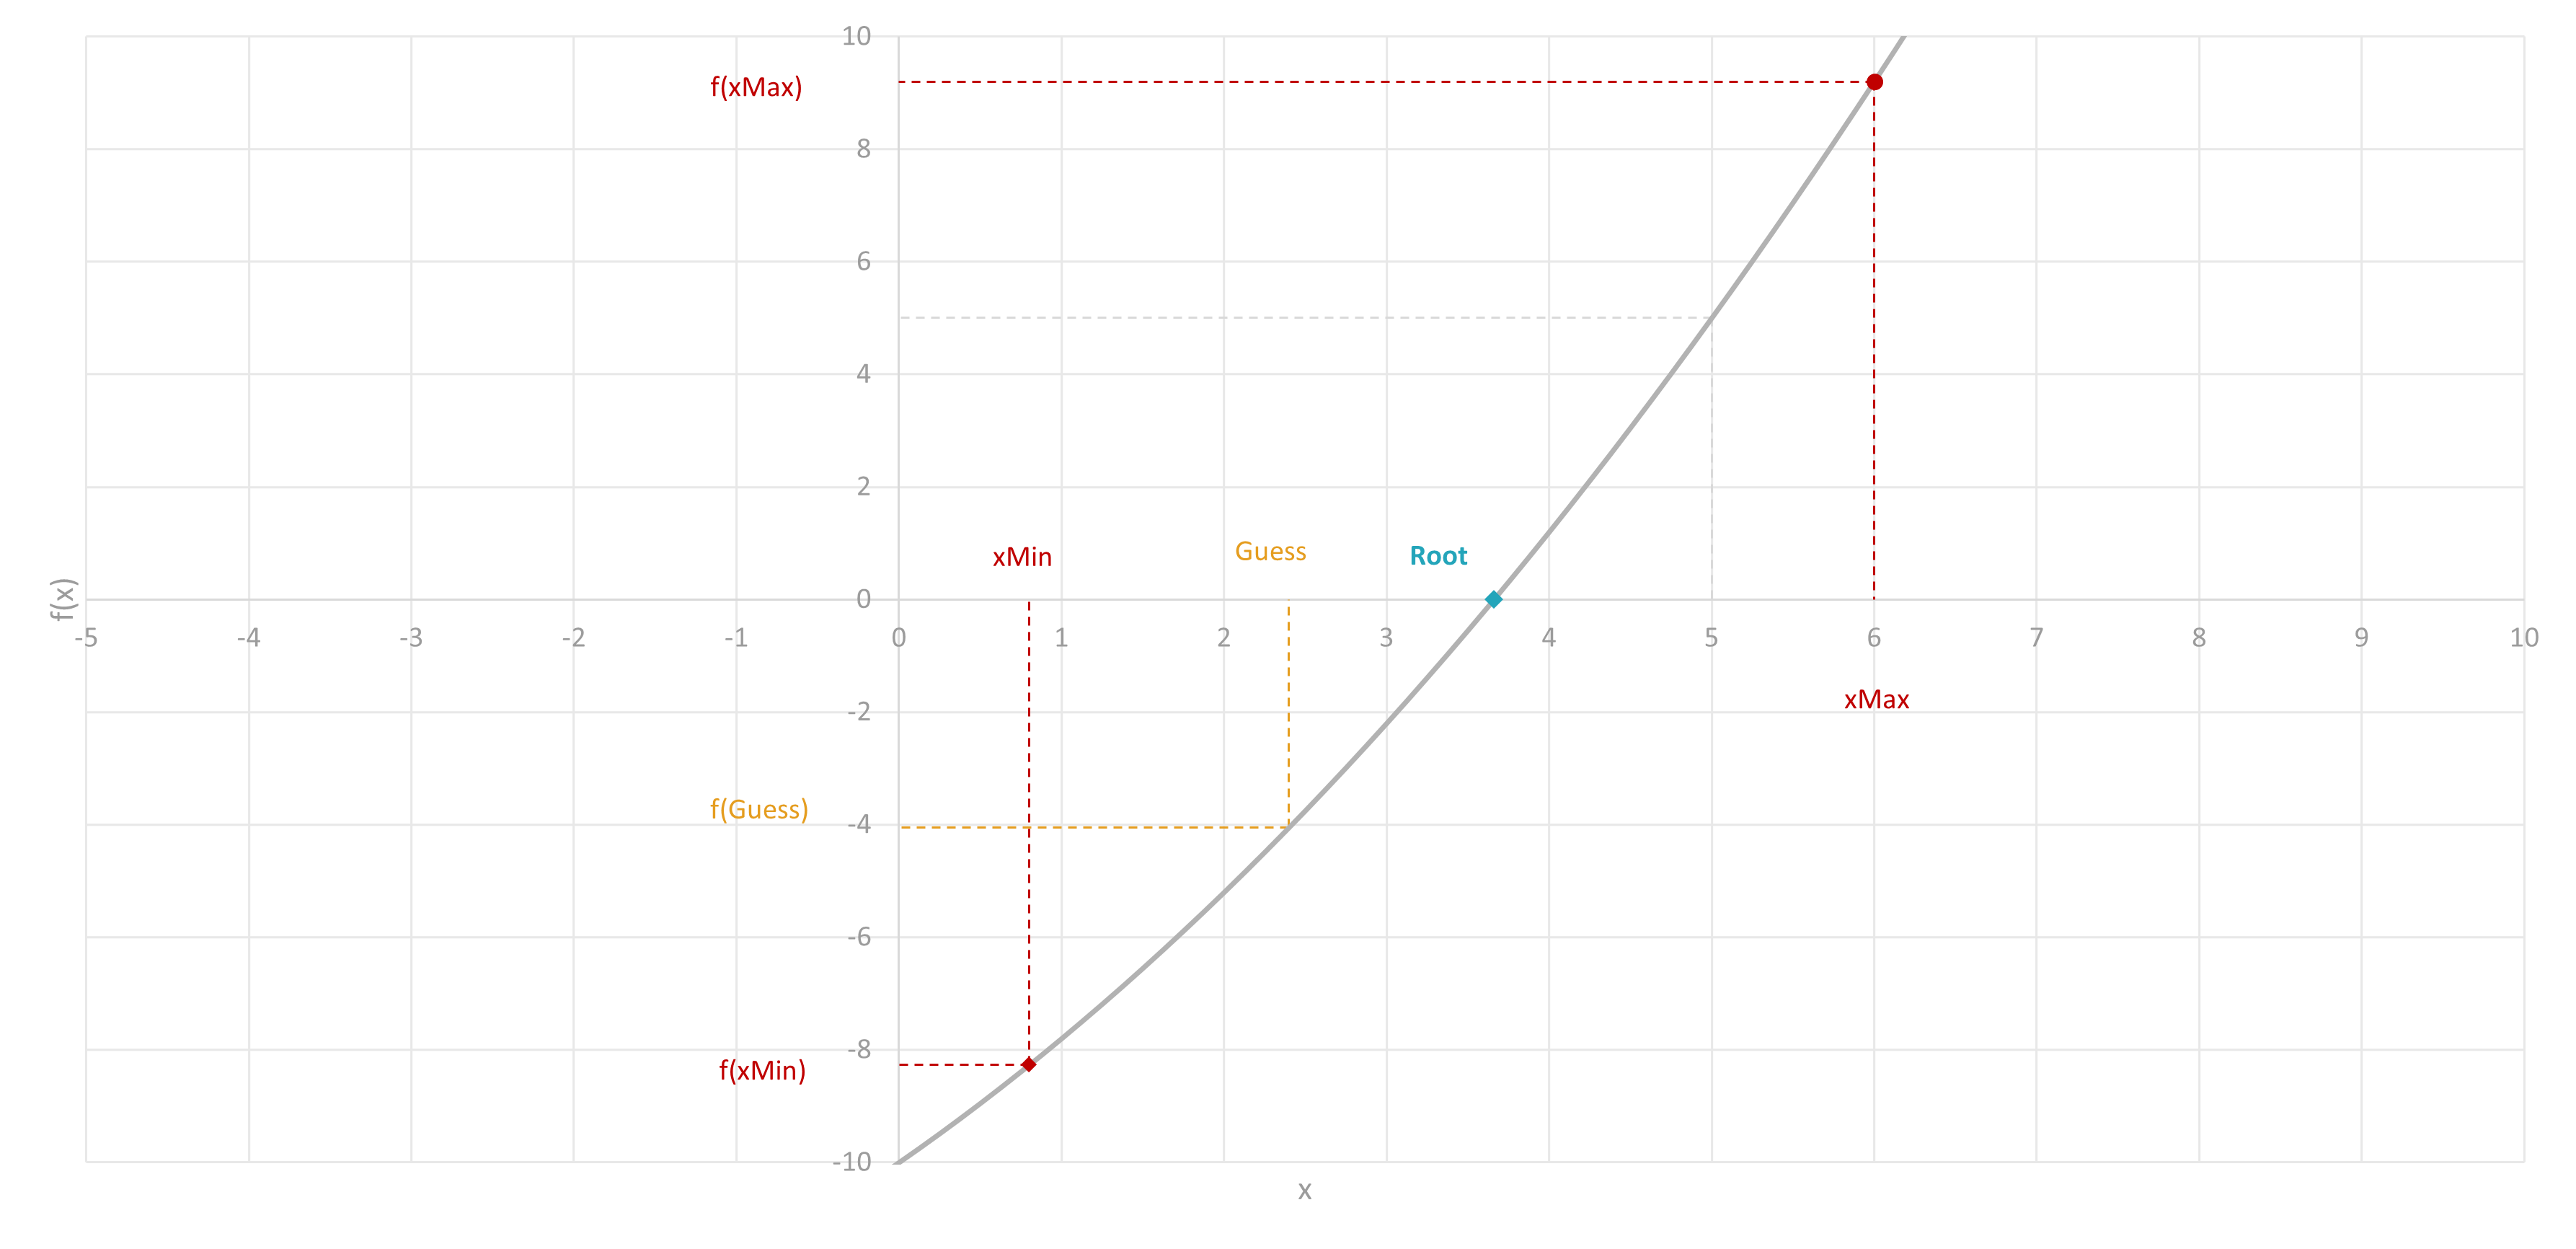 10
f(xMax)
8
6
4
2
xMin
Guess
Root
f(x)
0
-5 -4 -3 -2 -1 0 1 2 3 4 5 6 7 8 9 10
xMax
-2
f(Guess)
-4
-6
-8
f(xMin)
-10
x